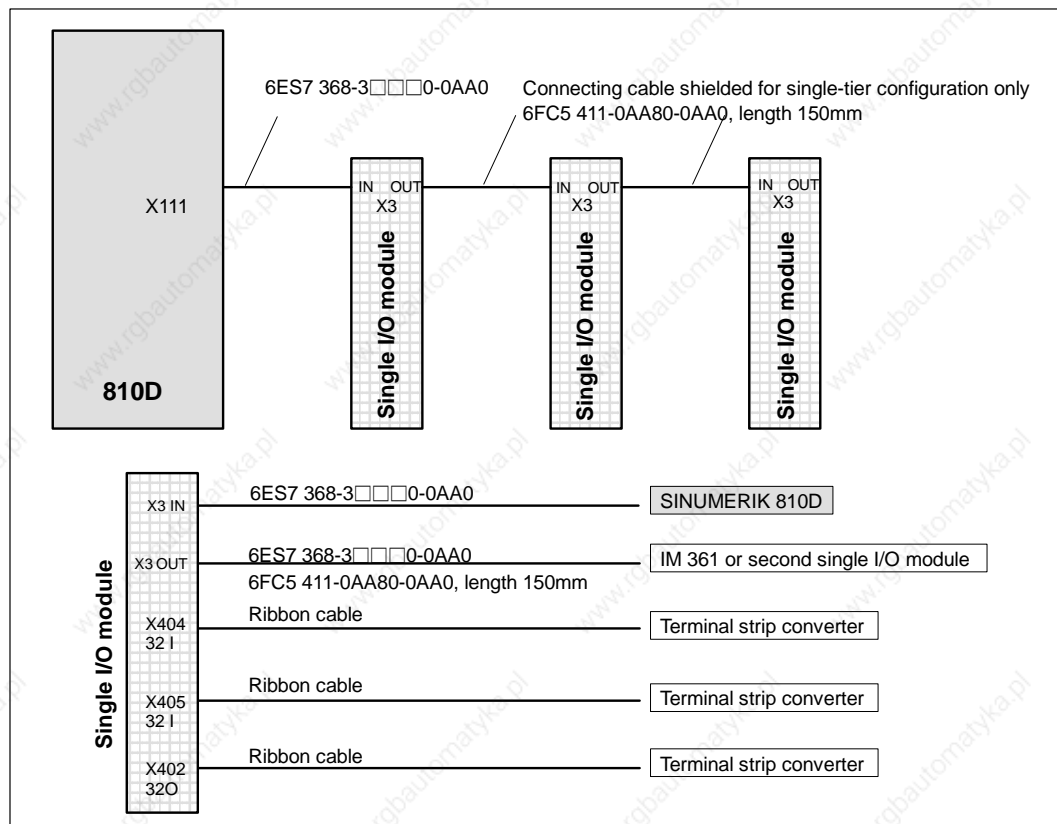 6ES7 368-3□□□0-0AA0
Connecting cable shielded for single-tier configuration only
6FC5 411-0AA80-0AA0, length 150mm
X111
810D
IN OUT
X3
Single I/O module
IN OUT
X3
Single I/O module
IN OUT
X3
Single I/O module
Single I/O module
X3 IN
6ES7 368-3□□□0-0AA0
SINUMERIK 810D
X3 OUT
6ES7 368-3□□□0-0AA0
6FC5 411-0AA80-0AA0, length 150mm
IM 361 or second single I/O module
X404
32 I
Ribbon cable
Terminal strip converter
X405
32 I
Ribbon cable
Terminal strip converter
X402
32O
Ribbon cable
Terminal strip converter
www.rgbautomatyka.pl